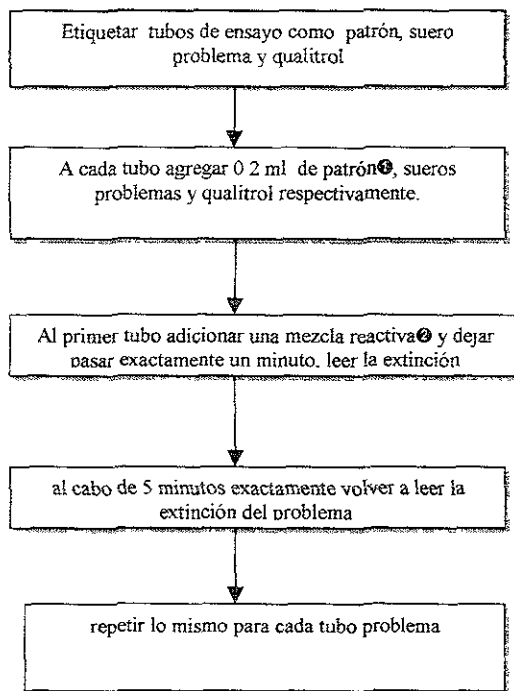 Etiquetar tubos de ensayo como patrón, suero
problema y qualitrol
A cada tubo agregar 0 2 ml de patrón❶, sueros
problemas y qualitrol respectivamente.
Al primer tubo adicionar una mezcla reactiva❷ y dejar
pasar exactamente un minuto. leer la extinción
al cabo de 5 minutos exactamente volver a leer la
extinción del problema
repetir lo mismo para cada tubo problema